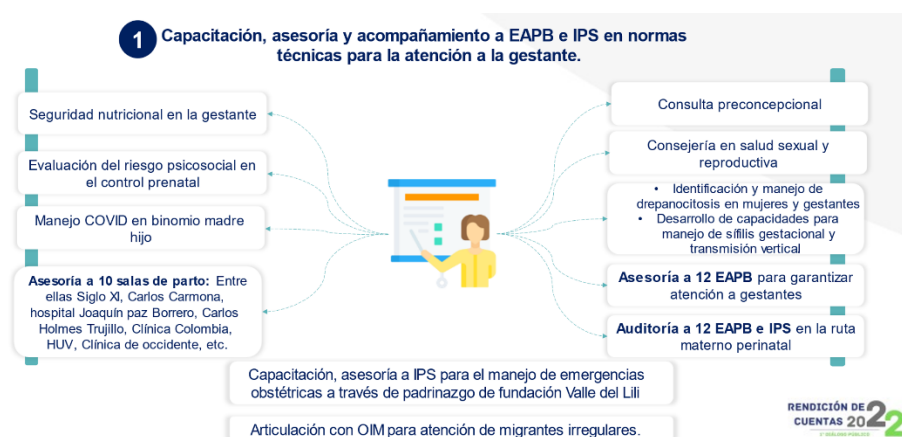 1
Capacitación, asesoría y acompañamiento a EAPB e IPS en normas
técnicas para la atención a la gestante.
Seguridad nutricional en la gestante
Evaluación del riesgo psicosocial en
el control prenatal
Manejo COVID en binomio madre
hijo
Asesoría a 10 salas de parto: Entre
ellas Siglo XI, Carlos Carmona,
hospital Joaquín paz Borrero, Carlos
Holmes Trujillo, Clínica Colombia,
HUV, Clínica de occidente, etc.
Consulta preconcepcional
Consejería en salud sexual y
reproductiva
• Identificación y manejo de
drepanocitosis en mujeres y gestantes
• Desarrollo de capacidades para
manejo de sífilis gestacional y
transmisión vertical
Asesoría a 12 EAPB para garantizar
atención a gestantes
Auditoría a 12 EAPB e IPS en la ruta
materno perinatal
Capacitación, asesoría a IPS para el manejo de emergencias
obstétricas a través de padrinazgo de fundación Valle del Lili
Articulación con OIM para atención de migrantes irregulares.
RENDICIÓN DE
CUENTAS 2022